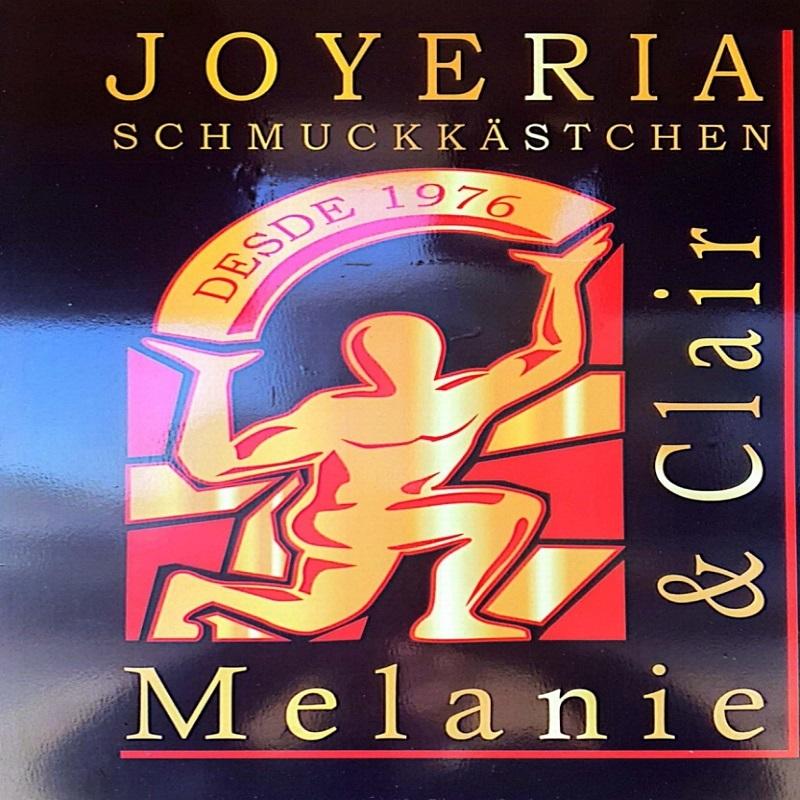 JOYERIA
SCHMUCKKÄSTCHEN
DESDE 1976
Melanie
& Clair